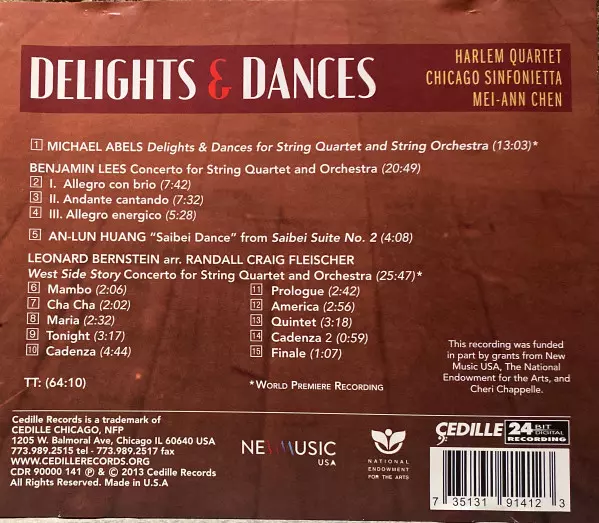 DELIGHTS & DANCES
HARLEM QUARTET
CHICAGO SINFONIETTA
MEI-ANN CHEN
1 MICHAEL ABELS Delights & Dances for String Quartet and String Orchestra (13:03)*
BENJAMIN LEES Concerto for String Quartet and Orchestra (20:49)
2 I. Allegro con brio (7:42)
3 II. Andante cantando (7:32)
4 III. Allegro energico (5:28)
5 AN-LUN HUANG "Saibei Dance" from Saibei Suite No. 2 (4:08)
LEONARD BERNSTEIN arr. RANDALL CRAIG FLEISCHER
West Side Story Concerto for String Quartet and Orchestra (25:47)*
6 Mambo (2:06)
7 Cha Cha (2:02)
8 Maria (2:32)
9 Tonight (3:17)
10 Cadenza (4:44)
11 Prologue (2:42)
12 America (2:56)
13 Quintet (3:18)
14 Cadenza 2 (0:59)
15 Finale (1:07)
TT: (64:10)
*WORLD PREMIERE RECORDING
This recording was funded
in part by grants from New
Music USA, The National
Endowment for the Arts, and
Cheri Chappelle.
Cedille Records is a trademark of
CEDILLE CHICAGO, NFP
1205 W. Balmoral Ave, Chicago IL 60640 USA
773.989.2515 tel • 773.989.2517 fax
WWW.CEDILLERECORDS.ORG
CDR 90000 141 ℗ & © 2013 Cedille Records
All Rights Reserved. Made in U.S.A
NEWMUSIC
USA
NATIONAL
ENDOWMENT
FOR THE ARTS
CEDILLE
24 BIT
DIGITAL
RECORDING
7 35131 91412 3